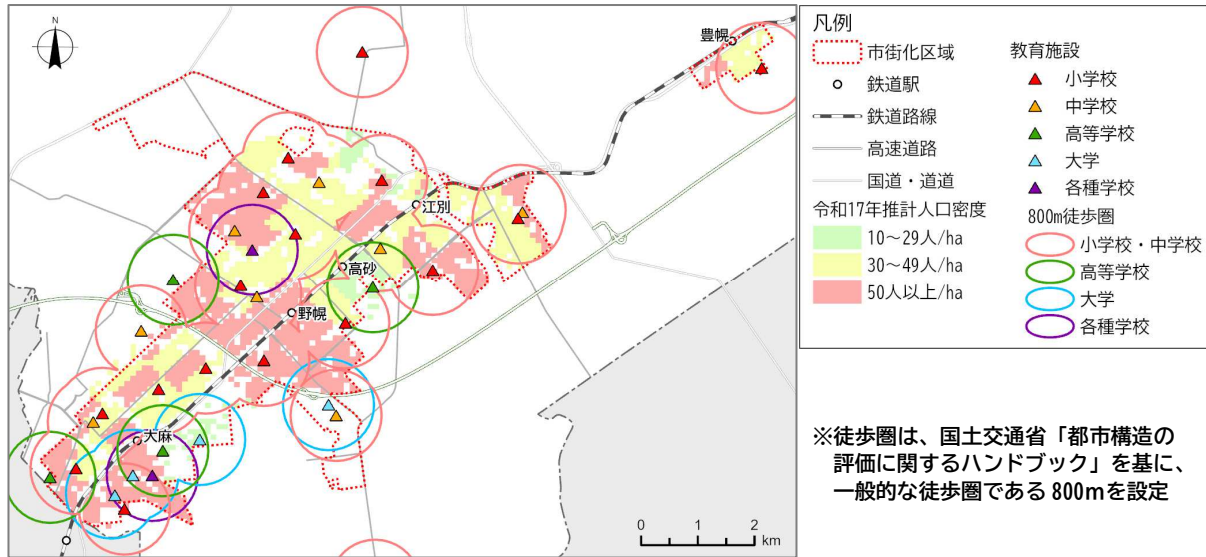 N
豊幌
江別
高砂
野幌
大麻
0 1 2
km
凡例
市街化区域
鉄道駅
鉄道路線
高速道路
国道・道道
令和17年推計人口密度
10～29人/ha
30～49人/ha
50人以上/ha
教育施設
小学校
中学校
高等学校
大学
各種学校
800m徒歩圏
小学校・中学校
高等学校
大学
各種学校
※徒歩圏は、国土交通省「都市構造の
評価に関するハンドブック」を基に、
一般的な徒歩圏である800mを設定